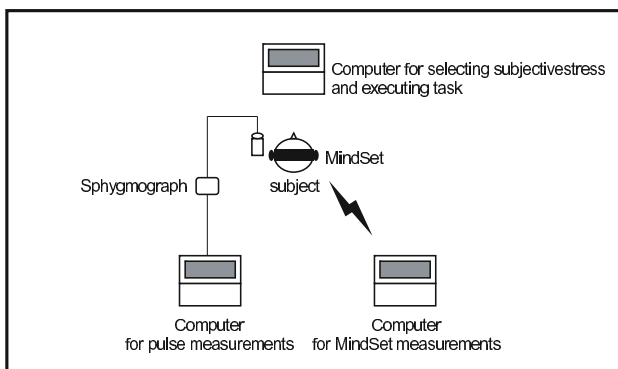 Computer for selecting subjectivestress
and executing task
MindSet
Sphygmograph
subject
Computer
for pulse measurements
Computer
for MindSet measurements